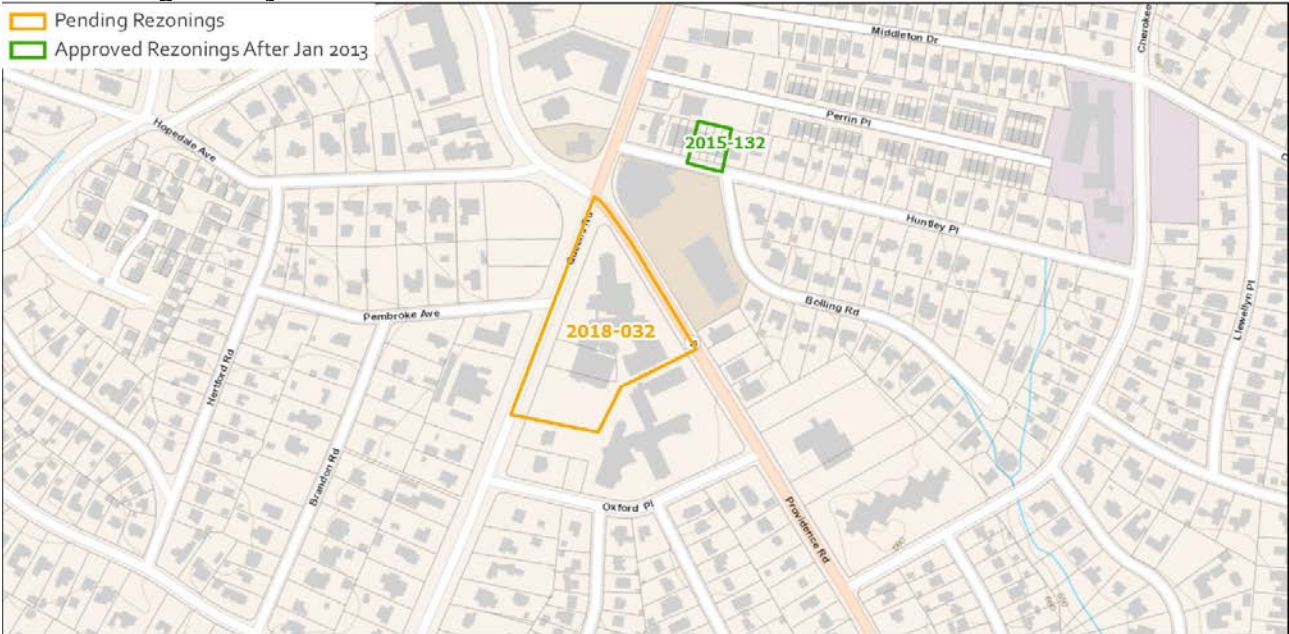 Pending Rezonings
Approved Rezonings After Jan 2013
Middleton Dr
Cherokee
Perrin Pl
Hopedale Ave
2015-132
Huntley Pl
Queens Rd
Bolling Rd
Llewellyn Pl
Pembroke Ave
2018-032
Hertford Rd
Brandon Rd
Oxford Pl
Providence Rd